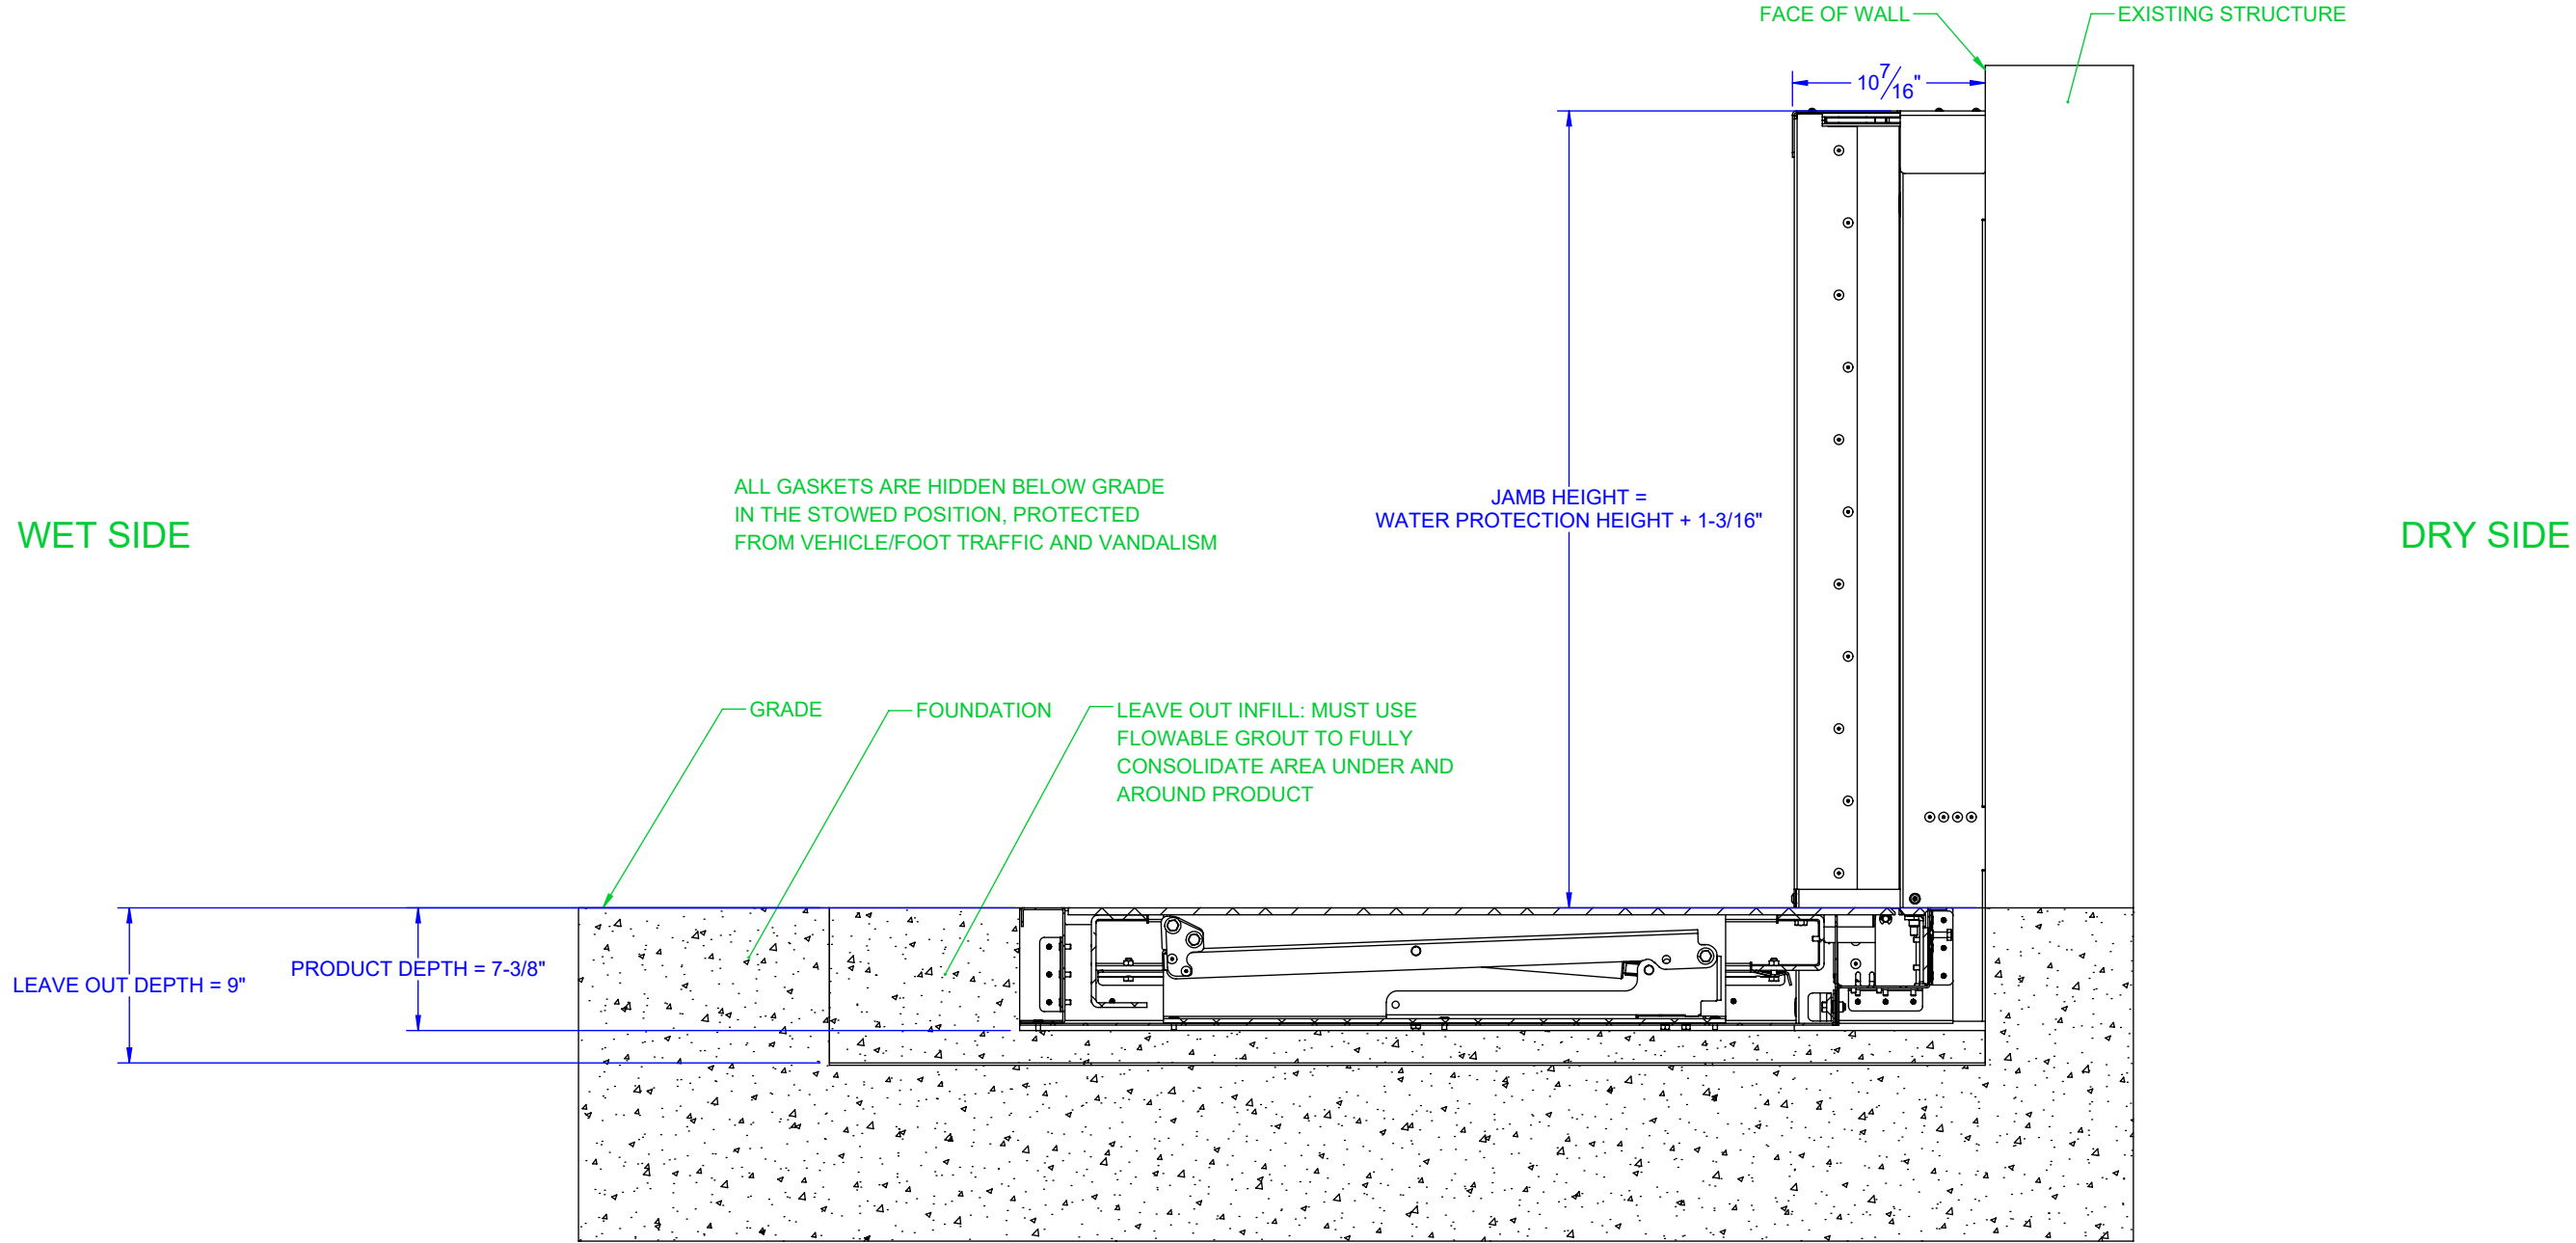 FACE OF WALL
EXISTING STRUCTURE
10 7/16"
ALL GASKETS ARE HIDDEN BELOW GRADE
IN THE STOWED POSITION, PROTECTED
FROM VEHICLE/FOOT TRAFFIC AND VANDALISM
JAMB HEIGHT =
WATER PROTECTION HEIGHT + 1-3/16"
WET SIDE
DRY SIDE
GRADE
FOUNDATION
LEAVE OUT INFILL: MUST USE
FLOWABLE GROUT TO FULLY
CONSOLIDATE AREA UNDER AND
AROUND PRODUCT
PRODUCT DEPTH = 7-3/8"
LEAVE OUT DEPTH = 9"